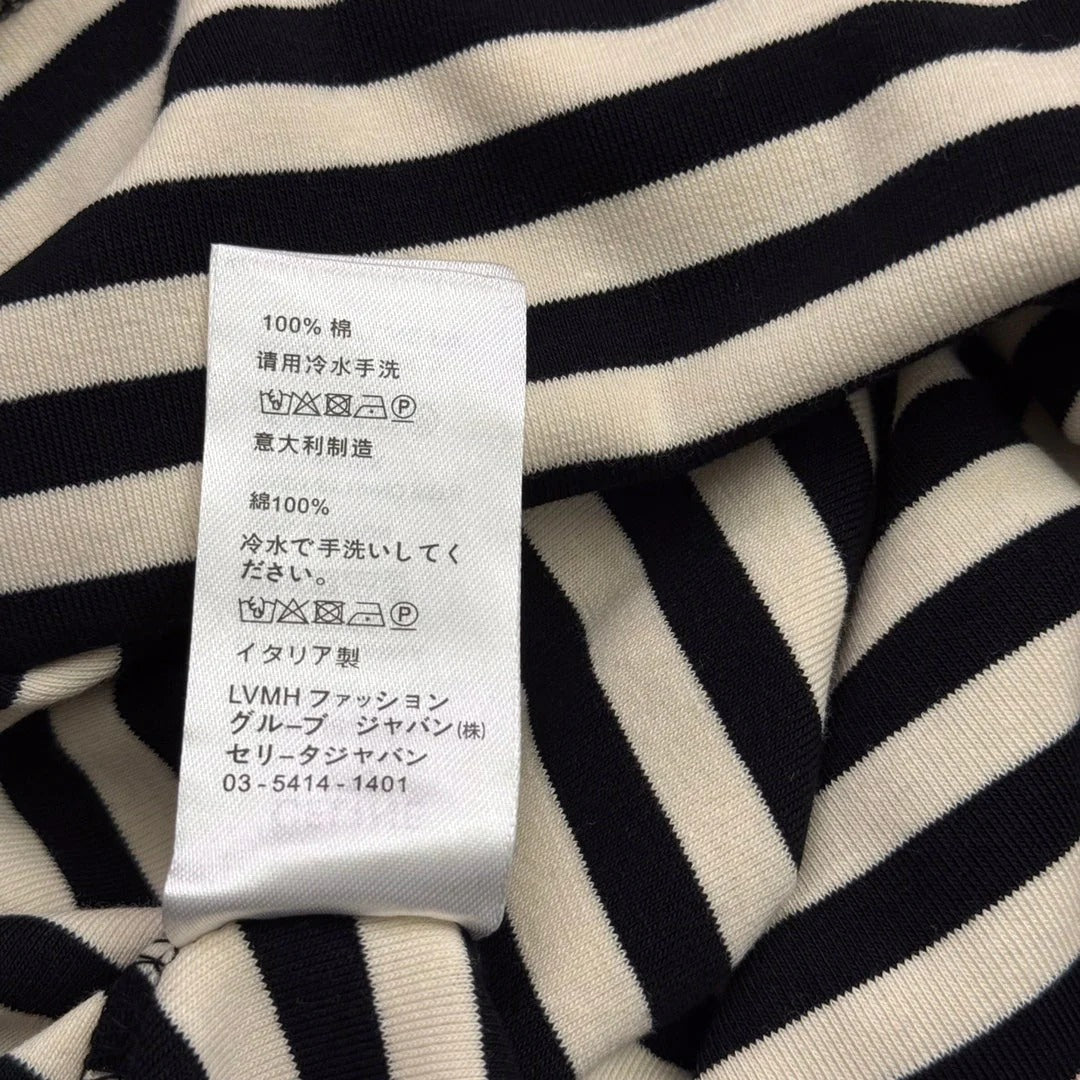 100% 棉
请用冷水手洗
意大利制造
綿100%
冷水で手洗いしてく
ださい。
イタリア製
LVMH ファッション
グループ ジャパン(株)
セリータジャパン
03-5414-1401